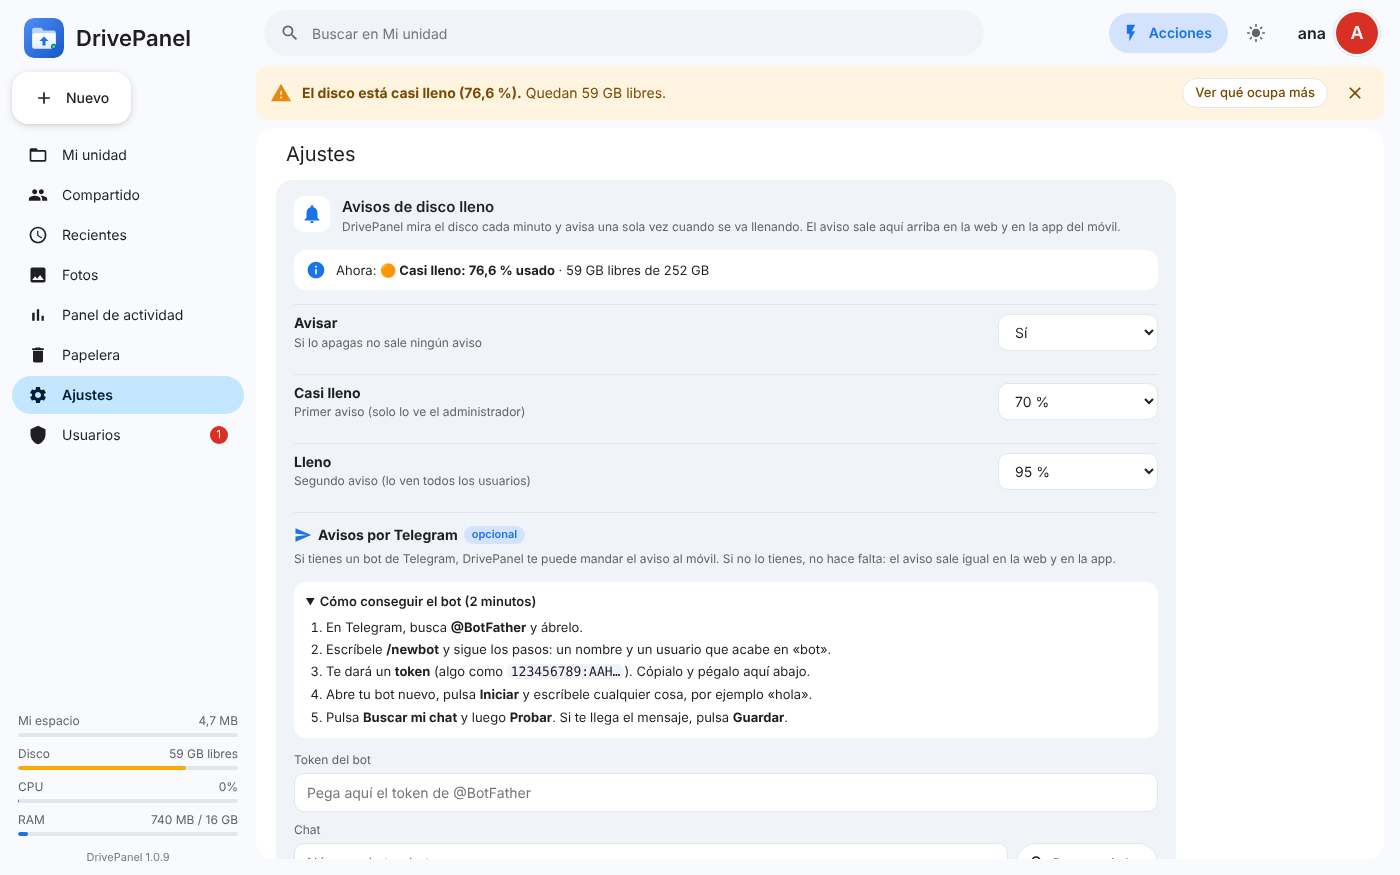 DrivePanel
Buscar en Mi unidad
Acciones
ana
A
Nuevo
El disco está casi lleno (76,6 %). Quedan 59 GB libres.
Ver qué ocupa más
Mi unidad
Compartido
Recientes
Fotos
Panel de actividad
Papelera
Ajustes
Usuarios
1
Mi espacio
4,7 MB
Disco
59 GB libres
CPU
0%
RAM
740 MB / 16 GB
DrivePanel 1.0.9
Ajustes
Avisos de disco lleno
DrivePanel mira el disco cada minuto y avisa una sola vez cuando se va llenando. El aviso sale aquí arriba en la web y en la app del móvil.
Ahora: 🟠 Casi lleno: 76,6 % usado · 59 GB libres de 252 GB
Avisar
Si lo apagas no sale ningún aviso
Sí
Casi lleno
Primer aviso (solo lo ve el administrador)
70 %
Lleno
Segundo aviso (lo ven todos los usuarios)
95 %
Avisos por Telegram opcional
Si tienes un bot de Telegram, DrivePanel te puede mandar el aviso al móvil. Si no lo tienes, no hace falta: el aviso sale igual en la web y en la app.
▼ Cómo conseguir el bot (2 minutos)
1. En Telegram, busca @BotFather y ábrelo.
2. Escríbele /newbot y sigue los pasos: un nombre y un usuario que acabe en «bot».
3. Te dará un token (algo como 123456789:AAH… ). Cópialo y pégalo aquí abajo.
4. Abre tu bot nuevo, pulsa Iniciar y escríbele cualquier cosa, por ejemplo «hola».
5. Pulsa Buscar mi chat y luego Probar. Si te llega el mensaje, pulsa Guardar.
Token del bot
Pega aquí el token de @BotFather
Chat